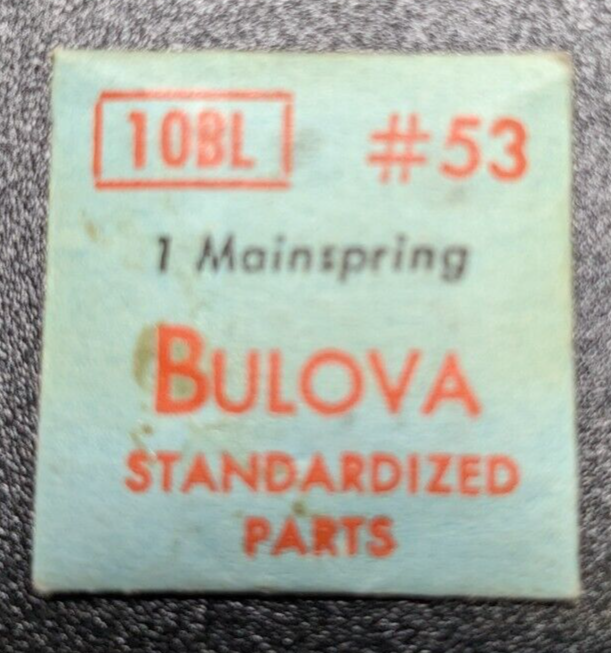 10BL #53
1 Mainspring
BULOVA
STANDARDIZED
PARTS